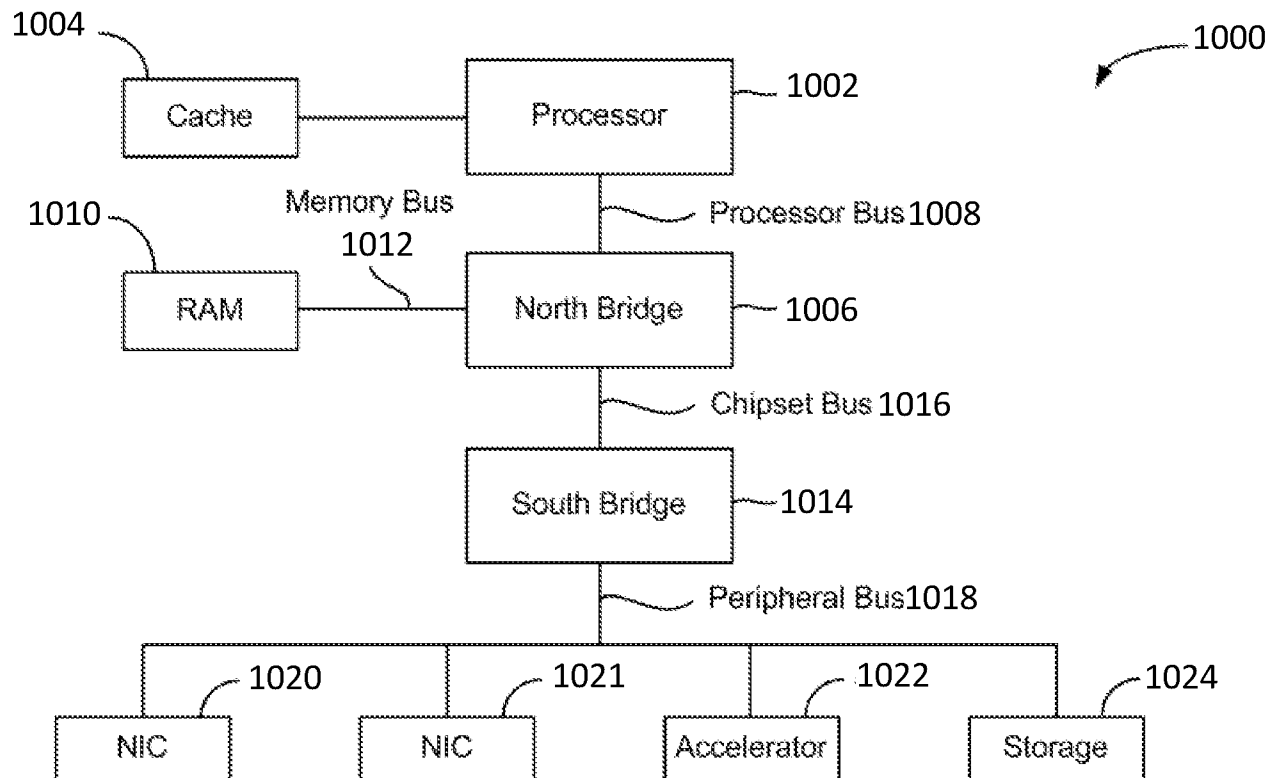 1004
1000
Cache
Processor
1002
Memory Bus
1012
Processor Bus 1008
1010
RAM
North Bridge
1006
Chipset Bus 1016
South Bridge
1014
Peripheral Bus 1018
1020
1021
1022
1024
NIC
NIC
Accelerator
Storage